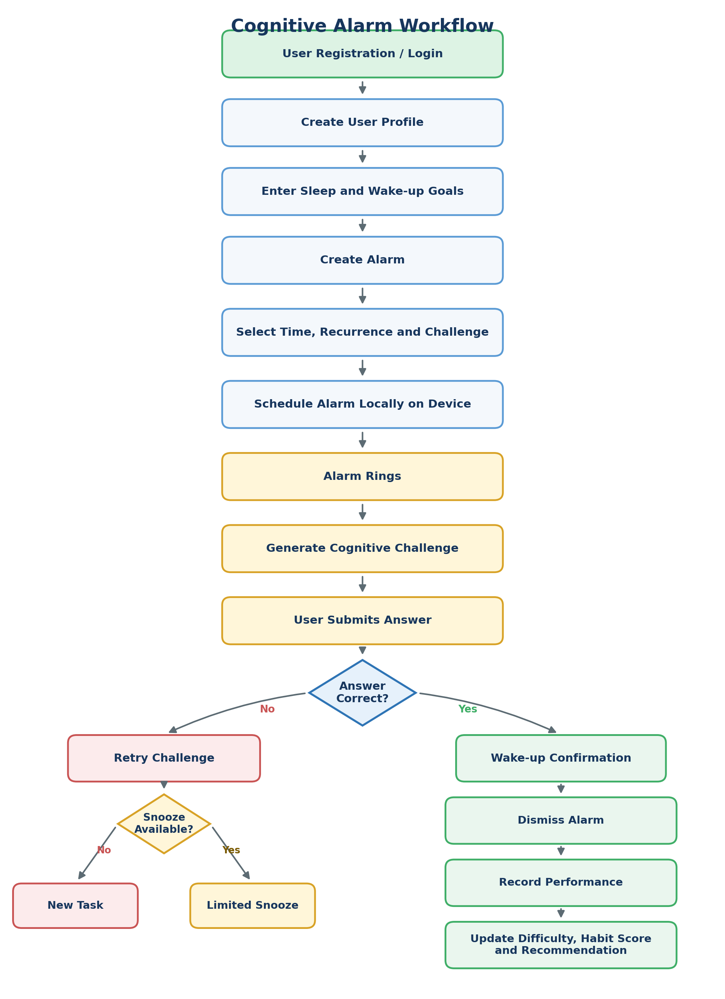 Cognitive Alarm Workflow
User Registration / Login
Create User Profile
Enter Sleep and Wake-up Goals
Create Alarm
Select Time, Recurrence and Challenge
Schedule Alarm Locally on Device
Alarm Rings
Generate Cognitive Challenge
User Submits Answer
Answer
Correct?
No
Yes
Retry Challenge
Wake-up Confirmation
Snooze
Available?
Dismiss Alarm
No
Yes
Record Performance
New Task
Limited Snooze
Update Difficulty, Habit Score
and Recommendation